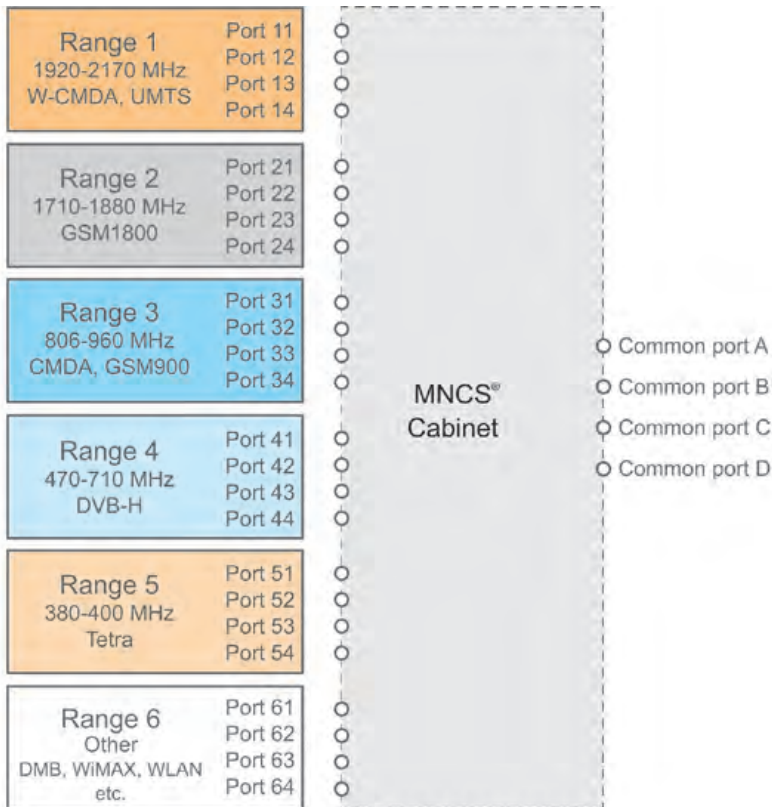 Range 1
1920-2170 MHz
W-CMDA, UMTS
Port 11
Port 12
Port 13
Port 14
Range 2
1710-1880 MHz
GSM1800
Port 21
Port 22
Port 23
Port 24
Range 3
806-960 MHz
CMDA, GSM900
Port 31
Port 32
Port 33
Port 34
Range 4
470-710 MHz
DVB-H
Port 41
Port 42
Port 43
Port 44
Range 5
380-400 MHz
Tetra
Port 51
Port 52
Port 53
Port 54
Range 6
Other
DMB, WiMAX, WLAN
etc.
Port 61
Port 62
Port 63
Port 64
MNCS®
Cabinet
Common port A
Common port B
Common port C
Common port D